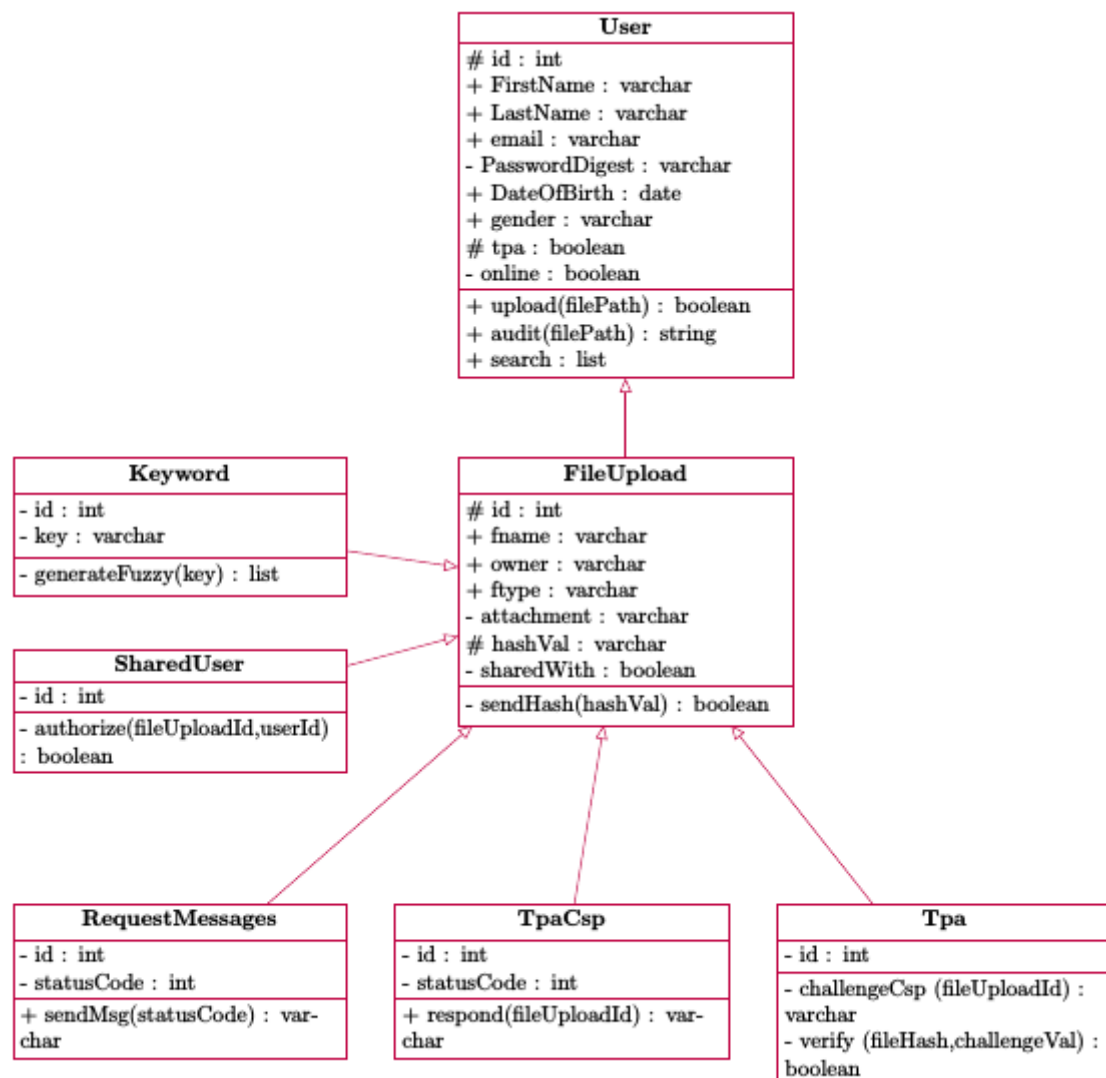 User
# id : int
+ FirstName : varchar
+ LastName : varchar
+ email : varchar
- PasswordDigest : varchar
+ DateOfBirth : date
+ gender : varchar
# tpa : boolean
- online : boolean
+ upload(filePath) : boolean
+ audit(filePath) : string
+ search : list
Keyword
- id : int
- key : varchar
- generateFuzzy(key) : list
FileUpload
# id : int
+ fname : varchar
+ owner : varchar
+ ftype : varchar
- attachment : varchar
# hashVal : varchar
- sharedWith : boolean
- sendHash(hashVal) : boolean
SharedUser
- id : int
- authorize(fileUploadId,userId)
: boolean
RequestMessages
- id : int
- statusCode : int
+ sendMsg(statusCode) : var-
char
TpaCsp
- id : int
- statusCode : int
+ respond(fileUploadId) : var-
char
Tpa
- id : int
- challengeCsp (fileUploadId) :
varchar
- verify (fileHash,challengeVal) :
boolean